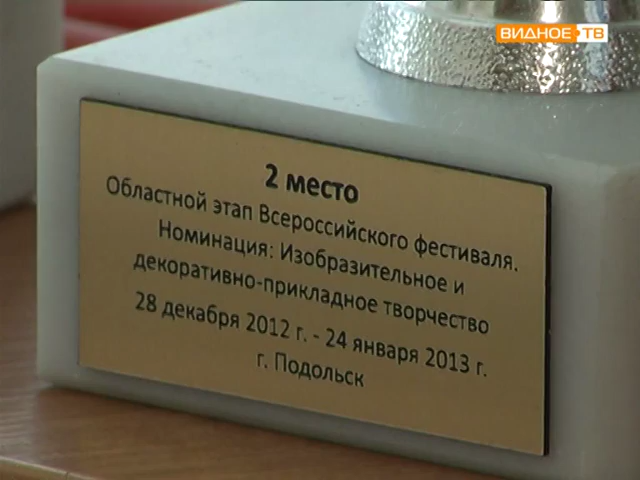 ВИДНОЕ ТВ
2 место
Областной этап Всероссийского фестиваля.
Номинация: Изобразительное и
декоративно-прикладное творчество
28 декабря 2012 г. - 24 января 2013 г.
г. Подольск